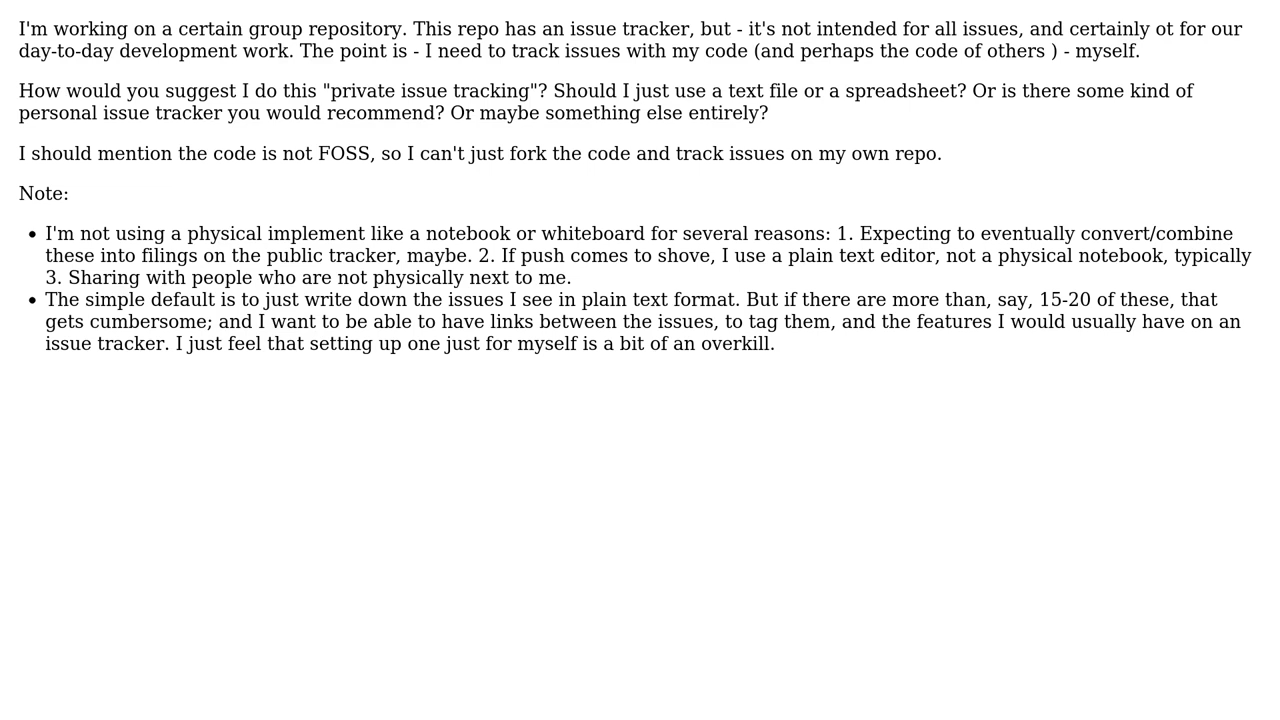 I'm working on a certain group repository. This repo has an issue tracker, but - it's not intended for all issues, and certainly ot for our
day-to-day development work. The point is - I need to track issues with my code (and perhaps the code of others ) - myself.
How would you suggest I do this "private issue tracking"? Should I just use a text file or a spreadsheet? Or is there some kind of
personal issue tracker you would recommend? Or maybe something else entirely?
I should mention the code is not FOSS, so I can't just fork the code and track issues on my own repo.
Note:
• I'm not using a physical implement like a notebook or whiteboard for several reasons: 1. Expecting to eventually convert/combine
these into filings on the public tracker, maybe. 2. If push comes to shove, I use a plain text editor, not a physical notebook, typically
3. Sharing with people who are not physically next to me.
• The simple default is to just write down the issues I see in plain text format. But if there are more than, say, 15-20 of these, that
gets cumbersome; and I want to be able to have links between the issues, to tag them, and the features I would usually have on an
issue tracker. I just feel that setting up one just for myself is a bit of an overkill.